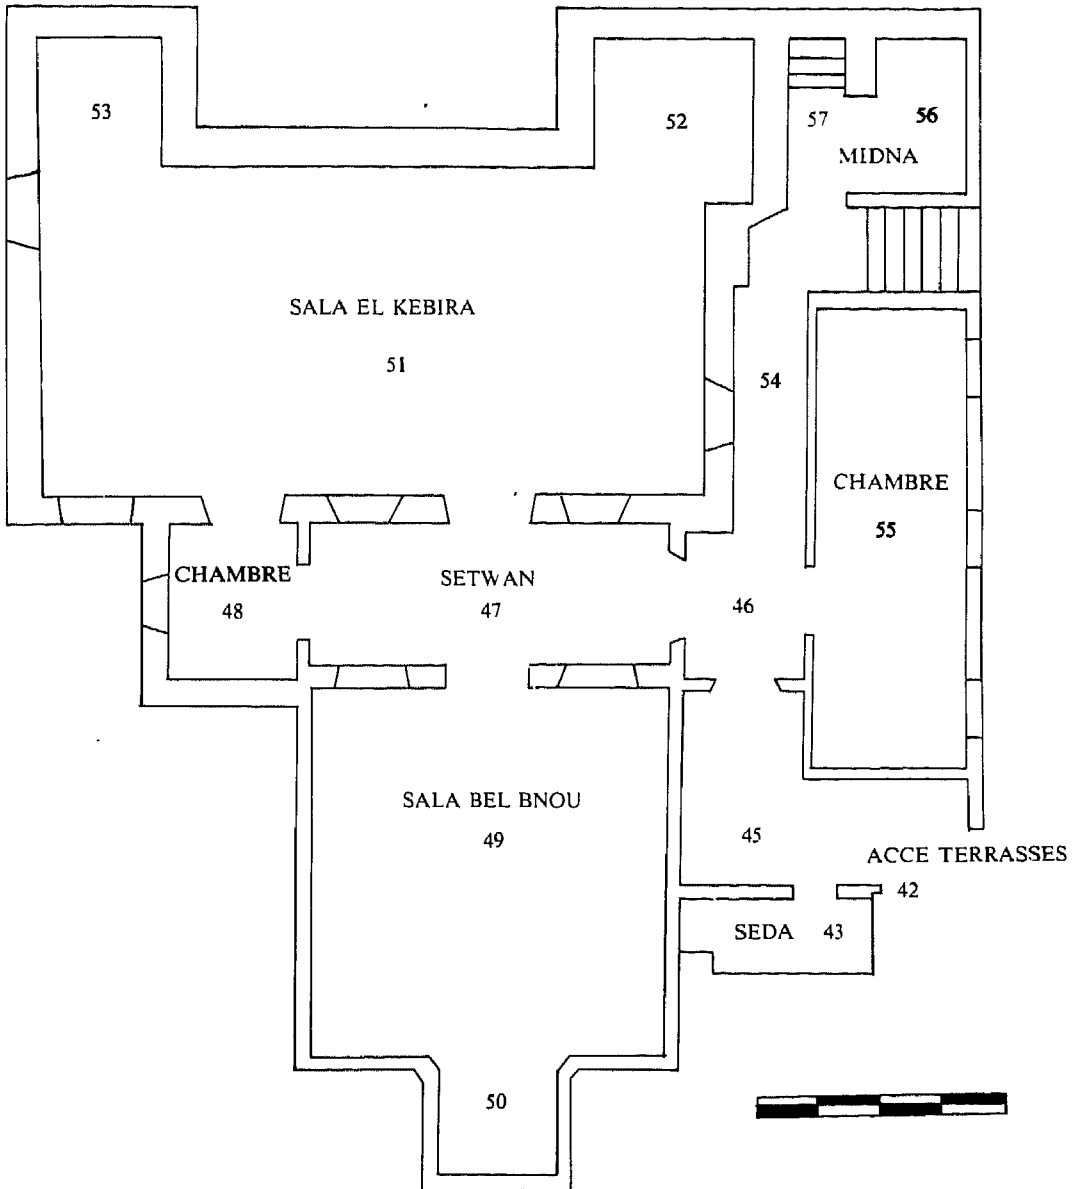 53
52
57
56
MIDNA
SALA EL KEBIRA
51
54
CHAMBRE
55
CHAMBRE
48
SETWAN
47
46
SALA BEL BNOU
49
45
ACCE TERRASSES
42
SEDA 43
50